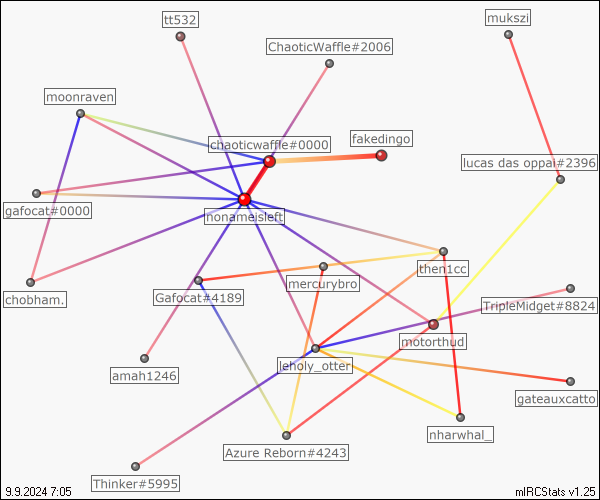 tt532
mukszi
ChaoticWaffle#2006
moonraven
chaoticwaffle#0000
fakedingo
lucas das oppai#2396
gafocat#0000
nonameisleft
then1cc
mercurybro
Gafocat#4189
chobham.
TripleMidget#8824
motorthud
leholy_otter
amah1246
gateauxcatto
nharwhal_
Azure Reborn#4243
Thinker#5995
9.9.2024 7:05
mIRCStats v1.25